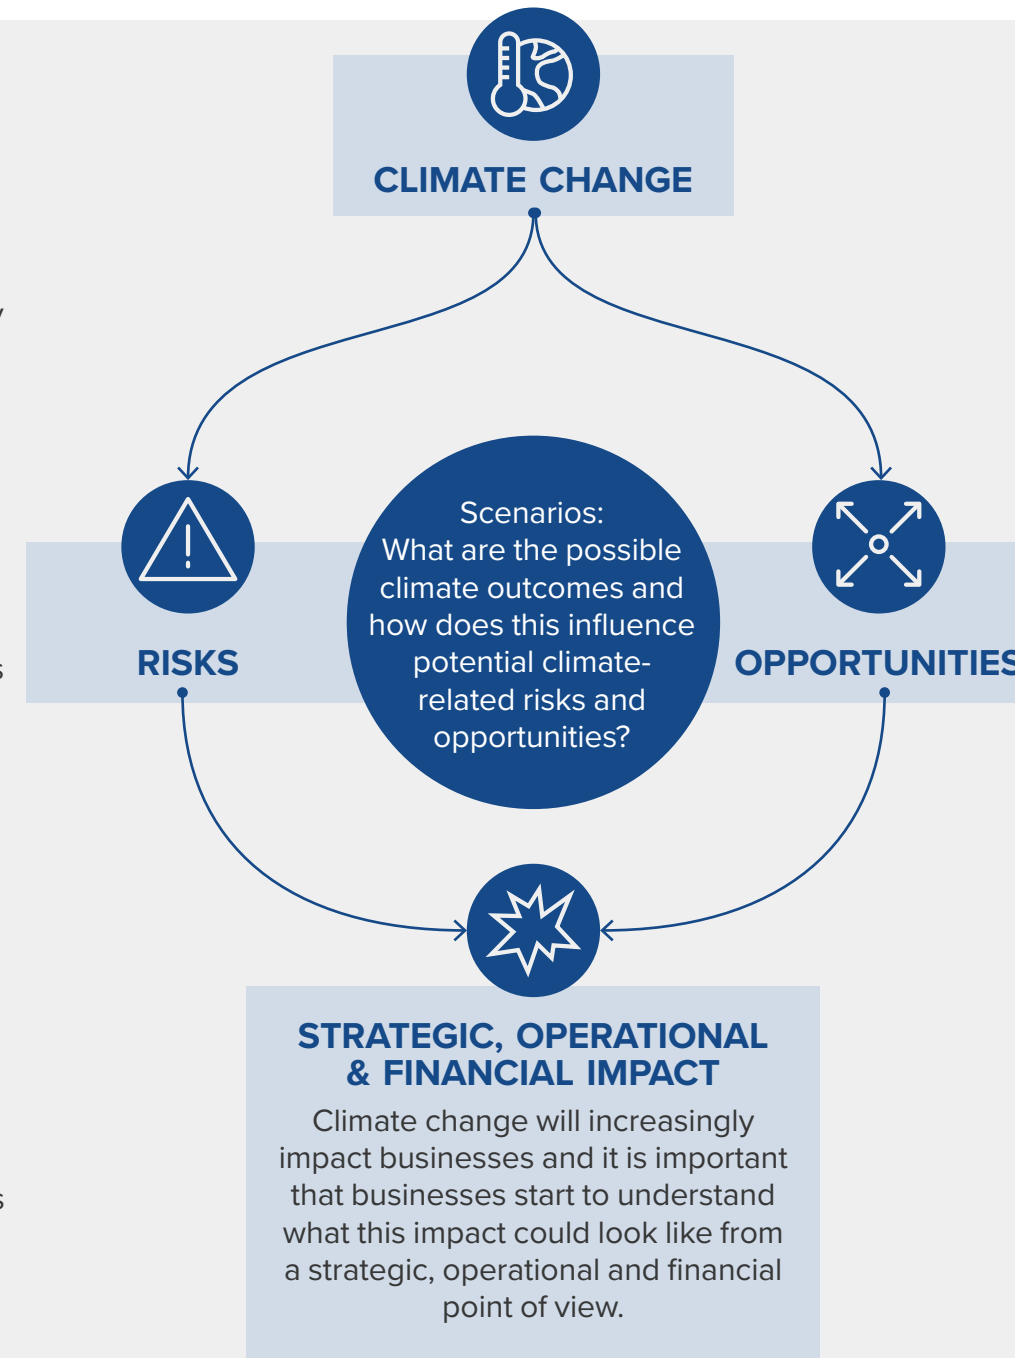 CLIMATE CHANGE
Scenarios:
What are the possible
climate outcomes and
how does this influence
potential climate-
related risks and
opportunities?
RISKS
OPPORTUNITIES
STRATEGIC, OPERATIONAL
& FINANCIAL IMPACT
Climate change will increasingly
impact businesses and it is important
that businesses start to understand
what this impact could look like from
a strategic, operational and financial
point of view.